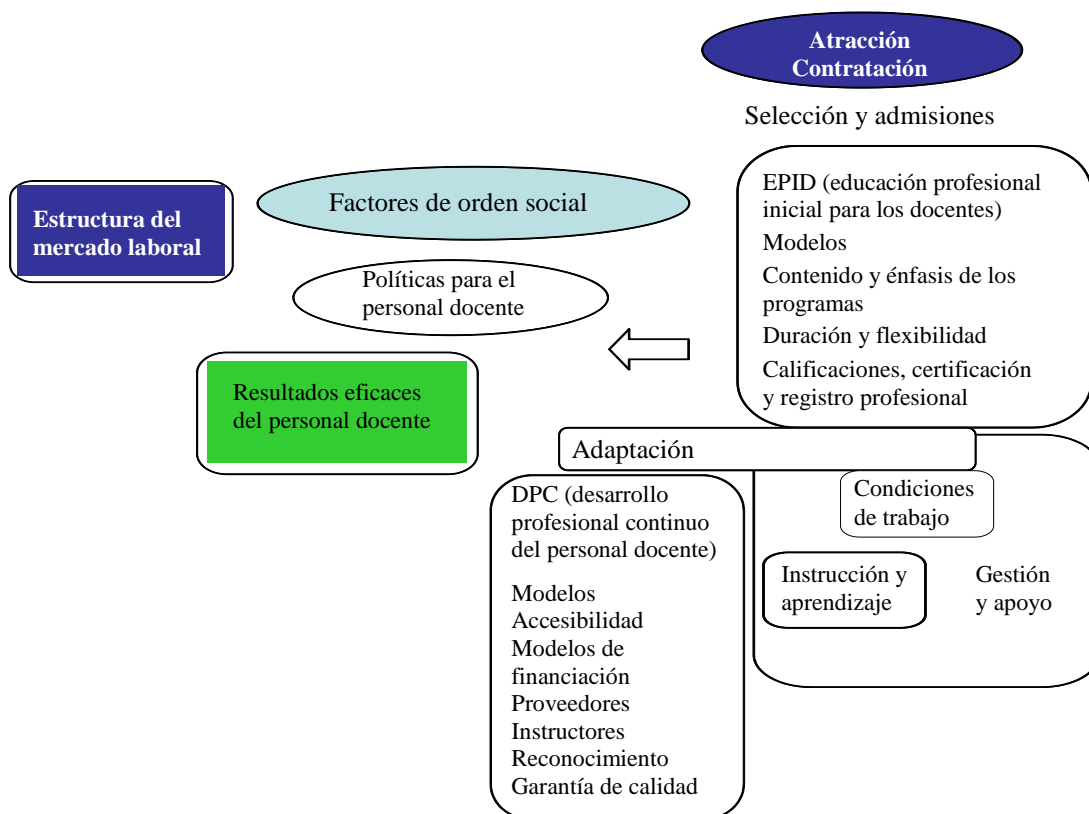 Atracción
Contratación
Selección y admisiones
EPID (educación profesional
inicial para los docentes)
Modelos
Contenido y énfasis de los
programas
Duración y flexibilidad
Calificaciones, certificación
y registro profesional
Estructura del
mercado laboral
Factores de orden social
Políticas para el
personal docente
Resultados eficaces
del personal docente
Adaptación
DPC (desarrollo
profesional continuo
del personal docente)
Modelos
Accesibilidad
Modelos de
financiación
Proveedores
Instructores
Reconocimiento
Garantía de calidad
Condiciones
de trabajo
Instrucción y
aprendizaje
Gestión
y apoyo